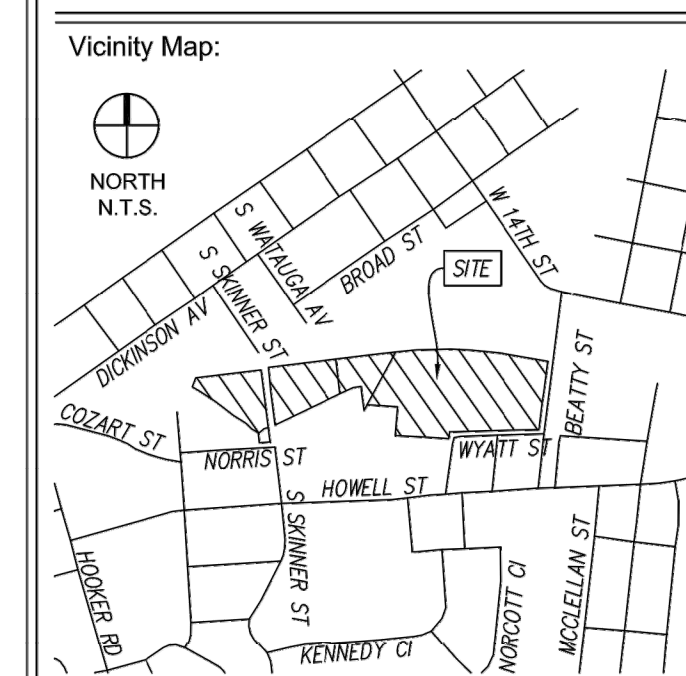 Vicinity Map:
NORTH
N.T.S.
S WATAUGA AV
W 14TH ST
S SKINNER ST
BROAD ST
SITE
DICKINSON AV
BEATTY ST
COZART ST
NORRIS ST
WYATT ST
HOWELL ST
S SKINNER ST
HOOKER RD
MCCLELLAN ST
NORCOTT CI
KENNEDY CI